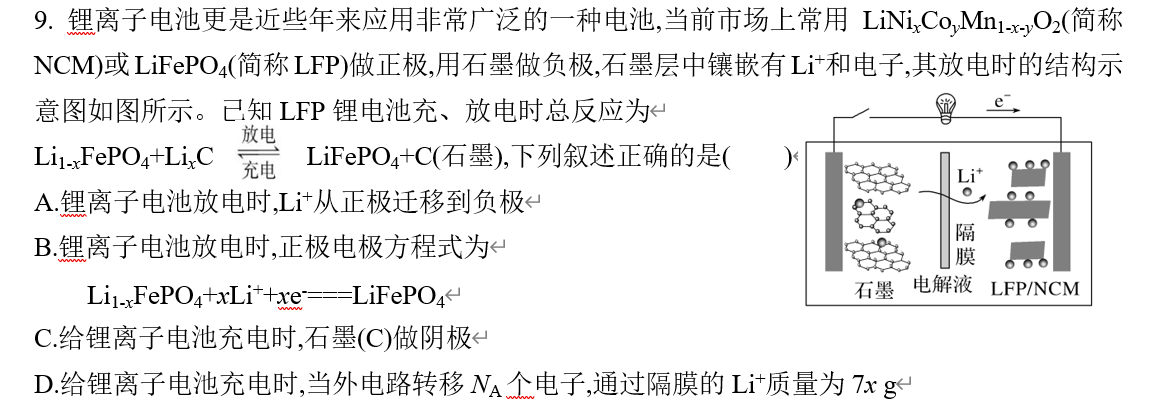 9. 锂离子电池更是近些年来应用非常广泛的一种电池,当前市场上常用 LiNiₓCoᵧMn₁₋ₓ₋ᵧO₂(简称
NCM)或 LiFePO₄(简称 LFP)做正极,用石墨做负极,石墨层中镶嵌有 Li⁺和电子,其放电时的结构示
意图如图所示。已知 LFP 锂电池充、放电时总反应为↵
Li₁₋ₓFePO₄+LiₓC 放电⇌充电 LiFePO₄+C(石墨),下列叙述正确的是( )↵
A.锂离子电池放电时,Li⁺从正极迁移到负极↵
B.锂离子电池放电时,正极电极方程式为↵
Li₁₋ₓFePO₄+xLi⁺+xe⁻===LiFePO₄↵
C.给锂离子电池充电时,石墨(C)做阴极↵
D.给锂离子电池充电时,当外电路转移 N_A 个电子,通过隔膜的 Li⁺质量为 7x g↵
e⁻
Li⁺
隔
膜
石墨 电解液 LFP/NCM